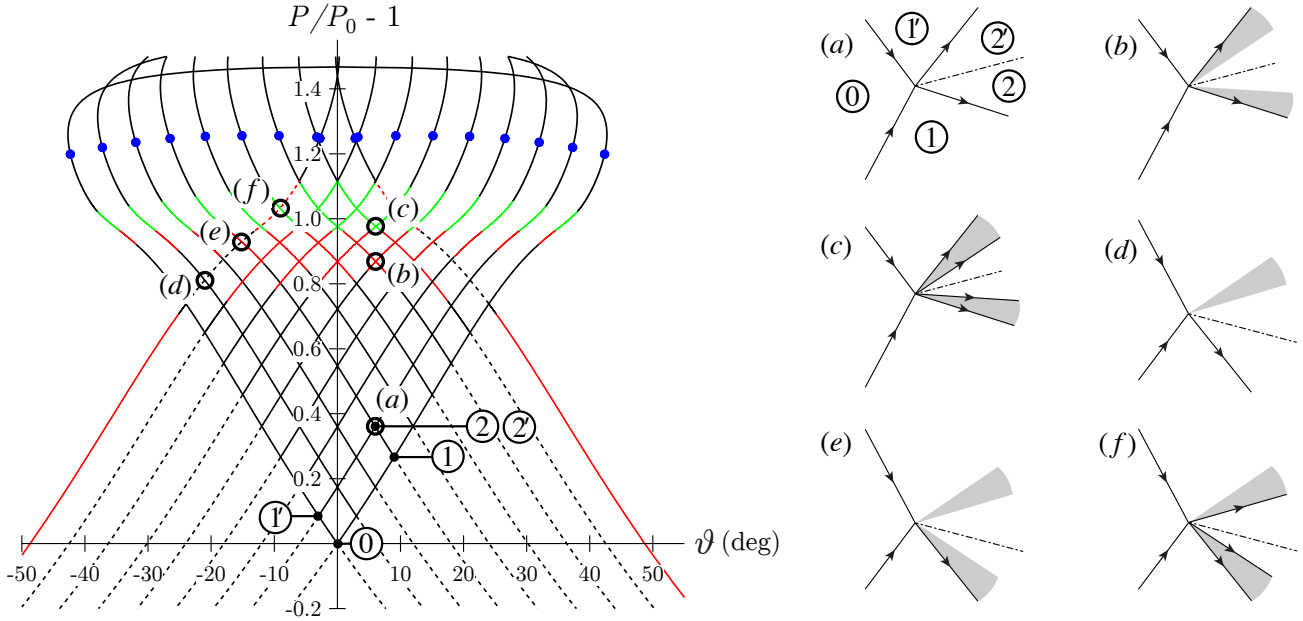 P/P₀ - 1
1.4
1.2
1.0
0.8
0.6
0.4
0.2
-0.2
-50 -40 -30 -20 -10 10 20 30 40 50
ϑ (deg)
(f)
(c)
(e)
(d)
(b)
(a)
2 2'
1
1'
0
(a)
1'
2'
0
2
1
(b)
(c)
(d)
(e)
(f)